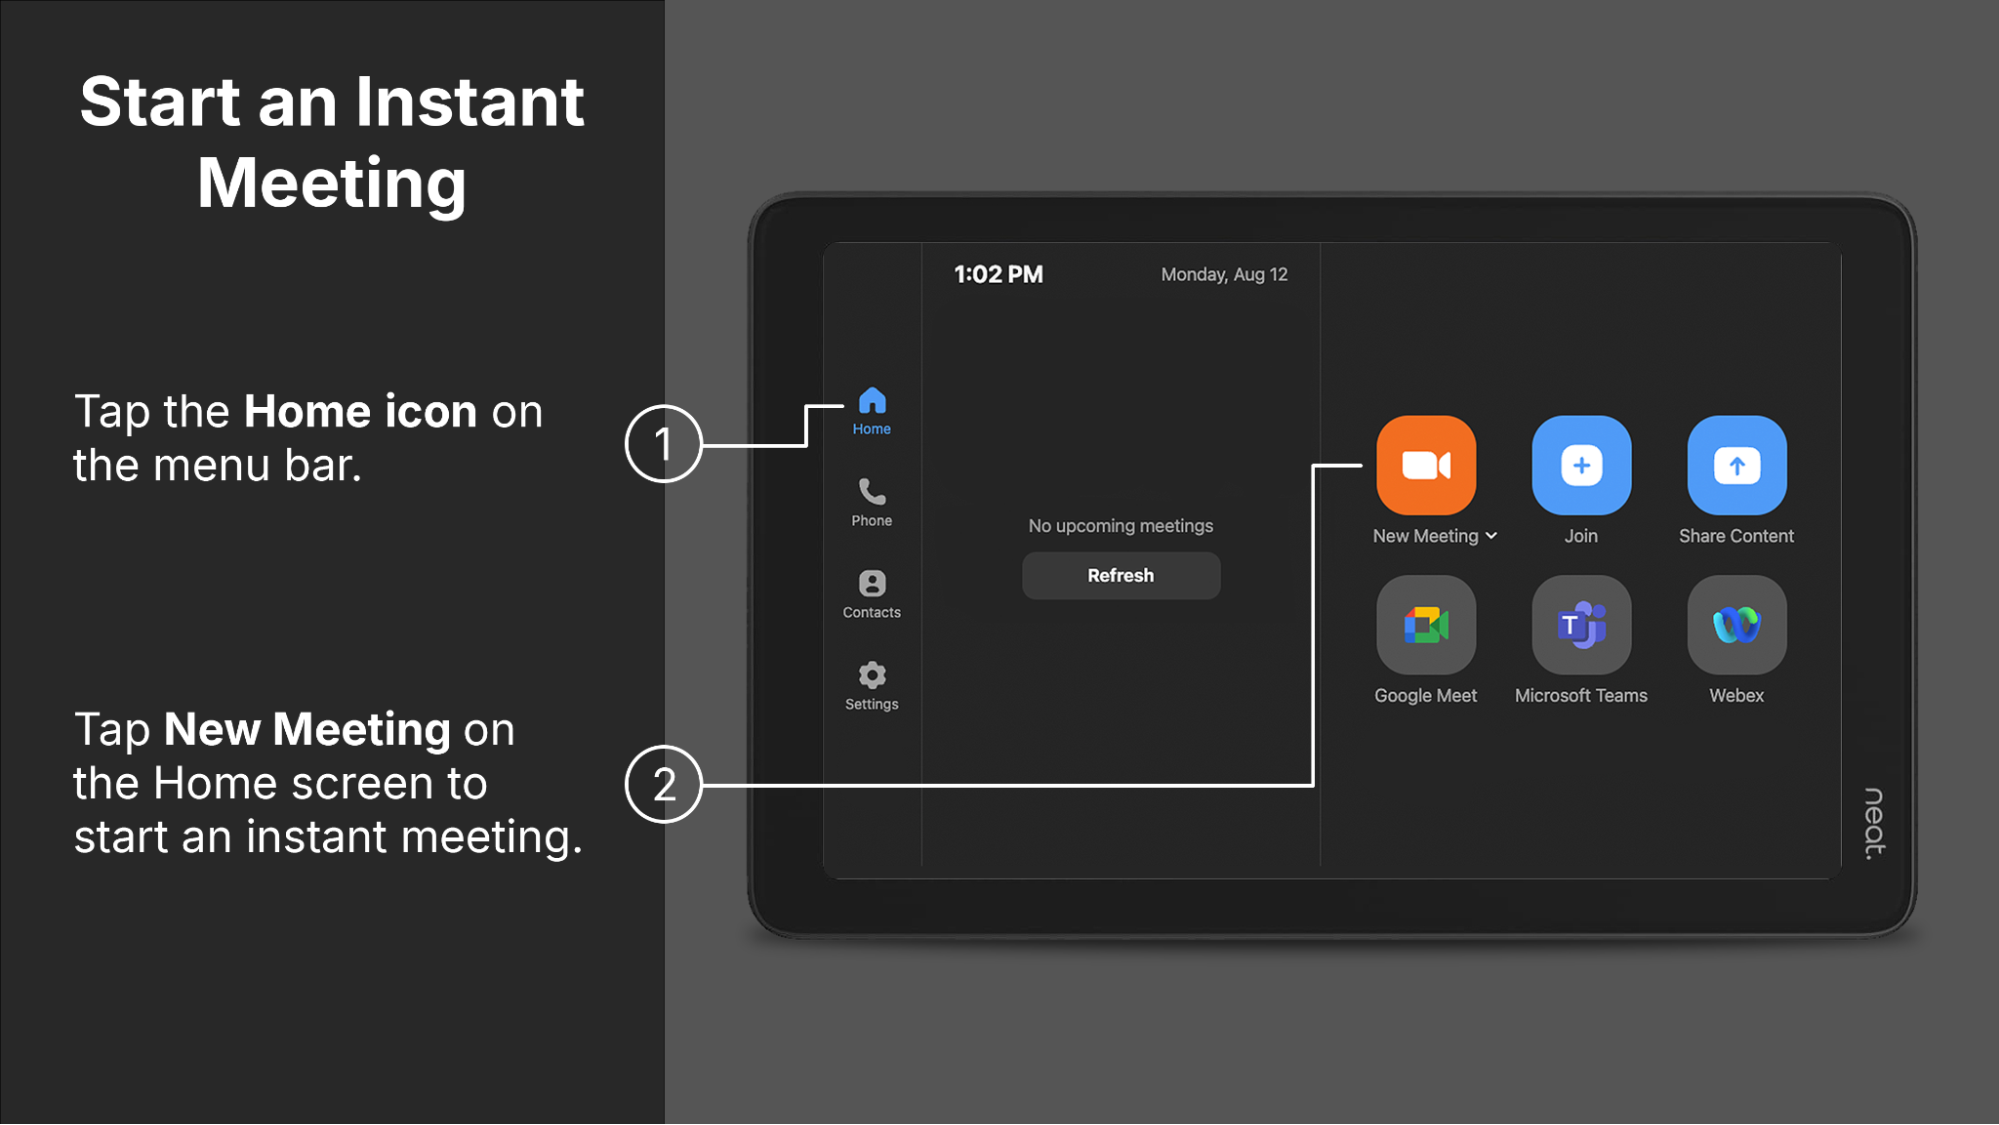 Start an Instant
Meeting
Tap the Home icon on
the menu bar.
1
Tap New Meeting on
the Home screen to
start an instant meeting.
2
1:02 PM
Monday, Aug 12
Home
Phone
Contacts
Settings
No upcoming meetings
Refresh
New Meeting
Join
Share Content
T
Google Meet
Microsoft Teams
Webex
neat.